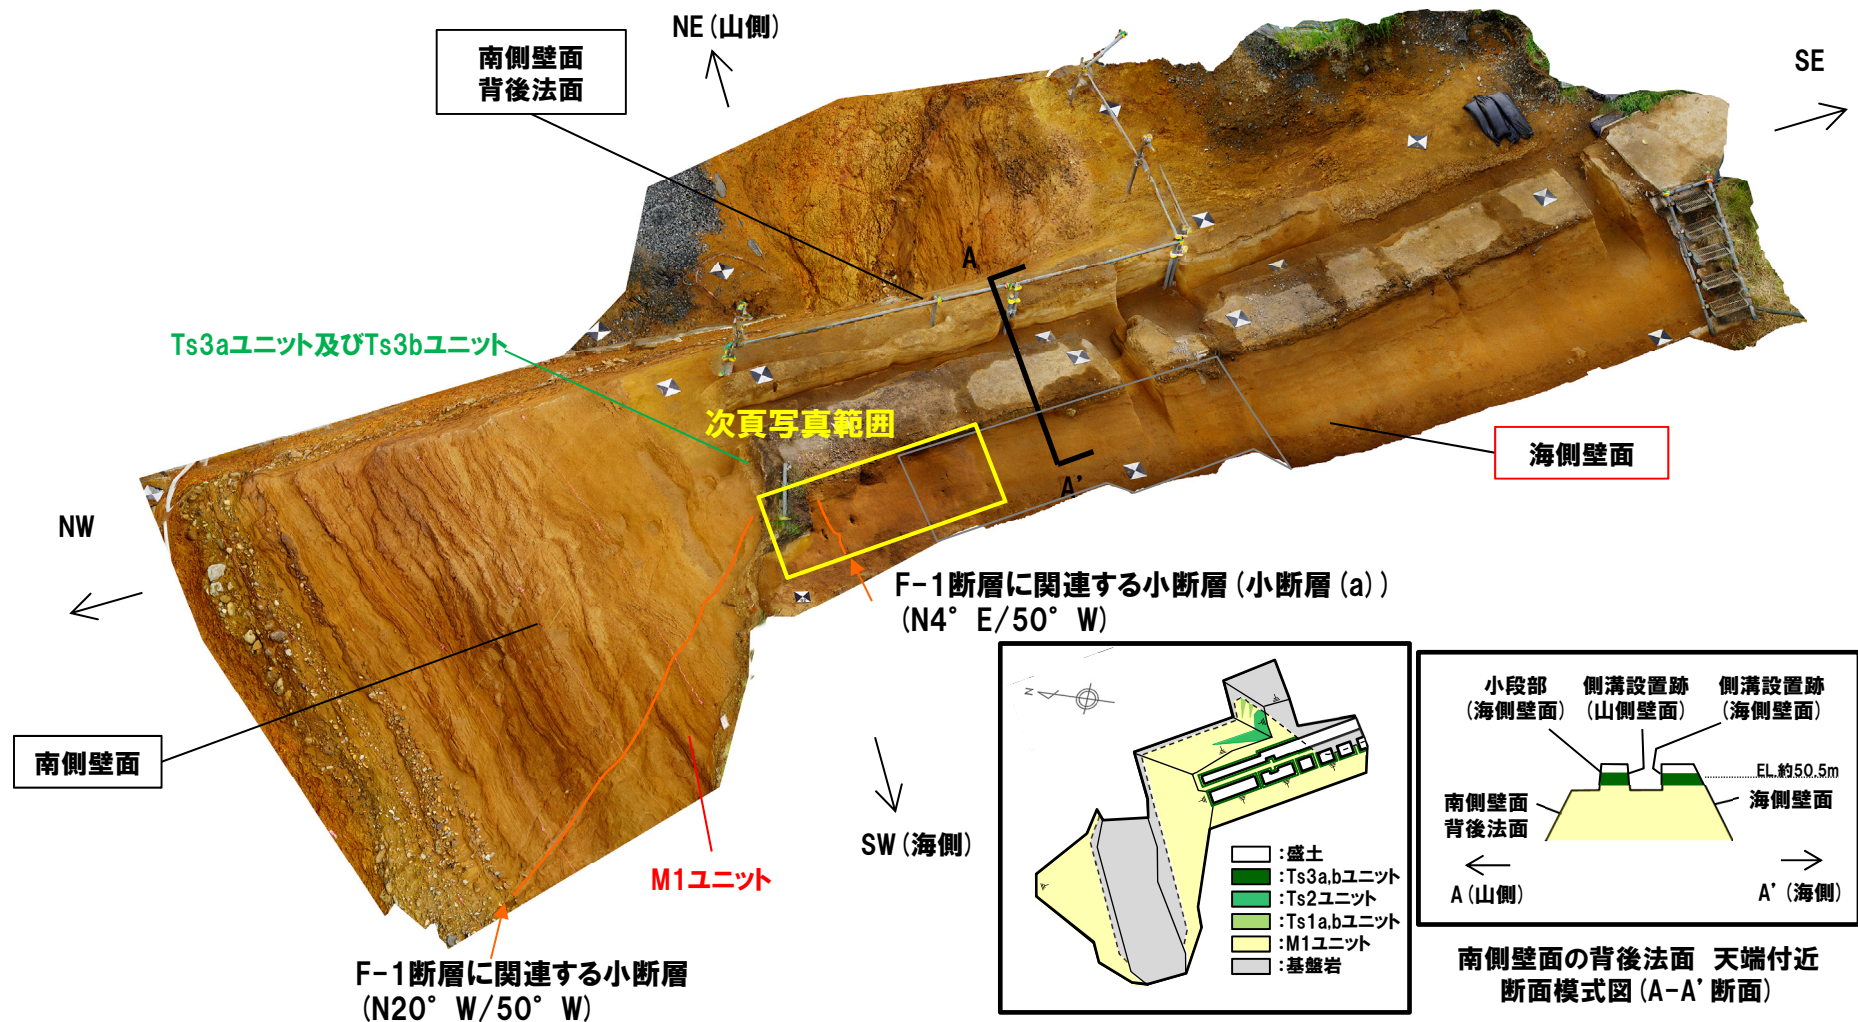 NE(山側)
南側壁面
背後法面
SE
A
Ts3aユニット及びTs3bユニット
次頁写真範囲
海側壁面
A'
NW
F-1断層に関連する小断層(小断層(a))
(N4° E/50° W)
南側壁面
SW(海側)
M1ユニット
F-1断層に関連する小断層
(N20° W/50° W)
N
:盛土
:Ts3a,bユニット
:Ts2ユニット
:Ts1a,bユニット
:M1ユニット
:基盤岩
小段部
(海側壁面)
側溝設置跡
(山側壁面)
側溝設置跡
(海側壁面)
EL.約50.5m
南側壁面
背後法面
海側壁面
A(山側)
A'(海側)
南側壁面の背後法面 天端付近
断面模式図(A-A'断面)